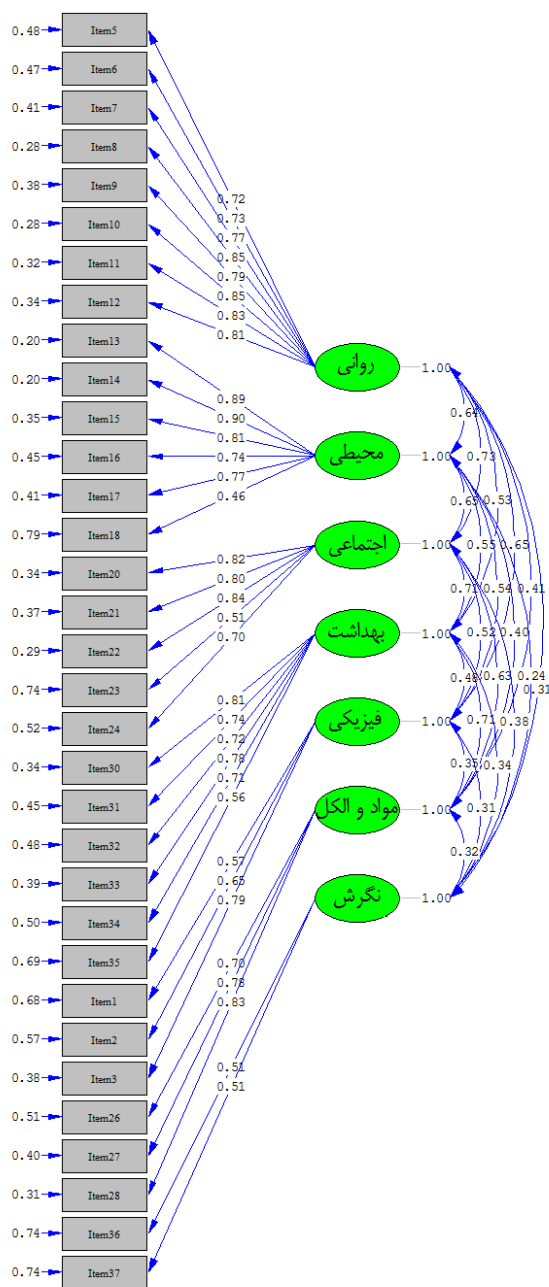 0.48 Item5
0.47 Item6
0.41 Item7
0.28 Item8
0.38 Item9
0.28 Item10
0.32 Item11
0.34 Item12
0.20 Item13
0.20 Item14
0.35 Item15
0.45 Item16
0.41 Item17
0.79 Item18
0.34 Item20
0.37 Item21
0.29 Item22
0.74 Item23
0.52 Item24
0.34 Item30
0.45 Item31
0.48 Item32
0.39 Item33
0.50 Item34
0.69 Item35
0.68 Item1
0.57 Item2
0.38 Item3
0.51 Item26
0.40 Item27
0.31 Item28
0.74 Item36
0.74 Item37
0.72
0.73
0.77
0.85
0.79
0.85
0.83
0.81
0.89
0.90
0.81
0.74
0.77
0.46
0.82
0.80
0.84
0.51
0.70
0.81
0.74
0.72
0.78
0.71
0.56
0.57
0.65
0.79
0.70
0.78
0.83
0.51
0.51
روانی 1.00
محیطی 1.00
اجتماعی 1.00
بهداشت 1.00
فیزیکی 1.00
مواد و الکل 1.00
نگرش 1.00
0.64
0.73
0.65 0.53
0.55 0.65
0.71 0.54 0.41
0.52 0.40
0.48 0.63 0.24
0.31
0.71 0.38
0.35 0.34
0.31
0.32